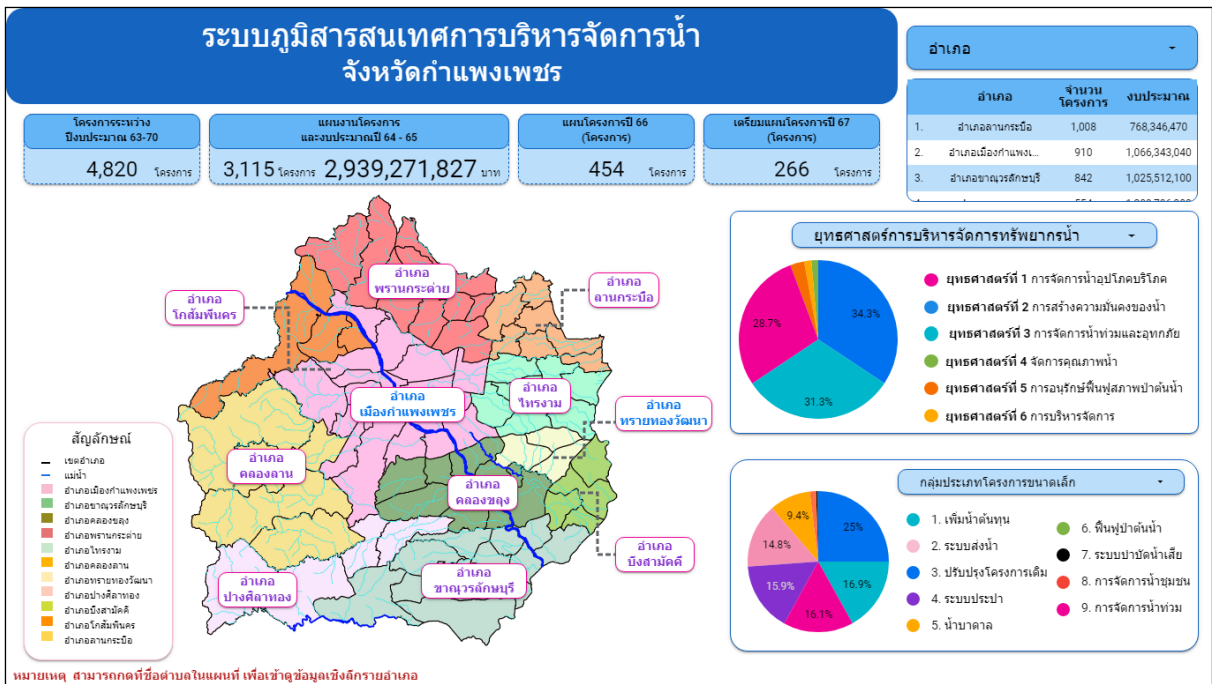 ระบบภูมิสารสนเทศการบริหารจัดการน้ำ
จังหวัดกำแพงเพชร
อำเภอ
อำเภอ
จำนวน
โครงการ
งบประมาณ
1. อำเภอลานกระบือ 1,008 768,346,470
2. อำเภอเมืองกำแพงเ... 910 1,066,343,040
3. อำเภอขาณุวรลักษบุรี 842 1,025,512,100
โครงการระหว่าง
ปีงบประมาณ 63-70
4,820 โครงการ
แผนงานโครงการ
และงบประมาณปี 64 - 65
3,115 โครงการ 2,939,271,827 บาท
แผนโครงการปี 66
(โครงการ)
454 โครงการ
เตรียมแผนโครงการปี 67
(โครงการ)
266 โครงการ
อำเภอ
พรานกระต่าย
อำเภอ
ลานกระบือ
อำเภอ
โกสัมพีนคร
อำเภอ
เมืองกำแพงเพชร
อำเภอ
ไทรงาม
อำเภอ
ทรายทองวัฒนา
อำเภอ
คลองลาน
อำเภอ
คลองขลุง
อำเภอ
บึงสามัคคี
อำเภอ
ปางศิลาทอง
อำเภอ
ขาณุวรลักษบุรี
สัญลักษณ์
เขตอำเภอ
แม่น้ำ
อำเภอเมืองกำแพงเพชร
อำเภอขาณุวรลักษบุรี
อำเภอคลองขลุง
อำเภอพรานกระต่าย
อำเภอไทรงาม
อำเภอคลองลาน
อำเภอทรายทองวัฒนา
อำเภอปางศิลาทอง
อำเภอบึงสามัคคี
อำเภอโกสัมพีนคร
อำเภอลานกระบือ
ยุทธศาสตร์การบริหารจัดการทรัพยากรน้ำ
34.3%
31.3%
28.7%
ยุทธศาสตร์ที่ 1 การจัดการน้ำอุปโภคบริโภค
ยุทธศาสตร์ที่ 2 การสร้างความมั่นคงของน้ำ
ยุทธศาสตร์ที่ 3 การจัดการน้ำท่วมและอุทกภัย
ยุทธศาสตร์ที่ 4 จัดการคุณภาพน้ำ
ยุทธศาสตร์ที่ 5 การอนุรักษ์ฟื้นฟูสภาพป่าต้นน้ำ
ยุทธศาสตร์ที่ 6 การบริหารจัดการ
กลุ่มประเภทโครงการขนาดเล็ก
25%
16.9%
16.1%
15.9%
14.8%
9.4%
1. เพิ่มน้ำต้นทุน
2. ระบบส่งน้ำ
3. ปรับปรุงโครงการเดิม
4. ระบบประปา
5. น้ำบาดาล
6. ฟื้นฟูป่าต้นน้ำ
7. ระบบบำบัดน้ำเสีย
8. การจัดการน้ำชุมชน
9. การจัดการน้ำท่วม
หมายเหตุ สามารถกดที่ชื่อตำบลในแผนที่ เพื่อเข้าดูข้อมูลเชิงลึกรายอำเภอ